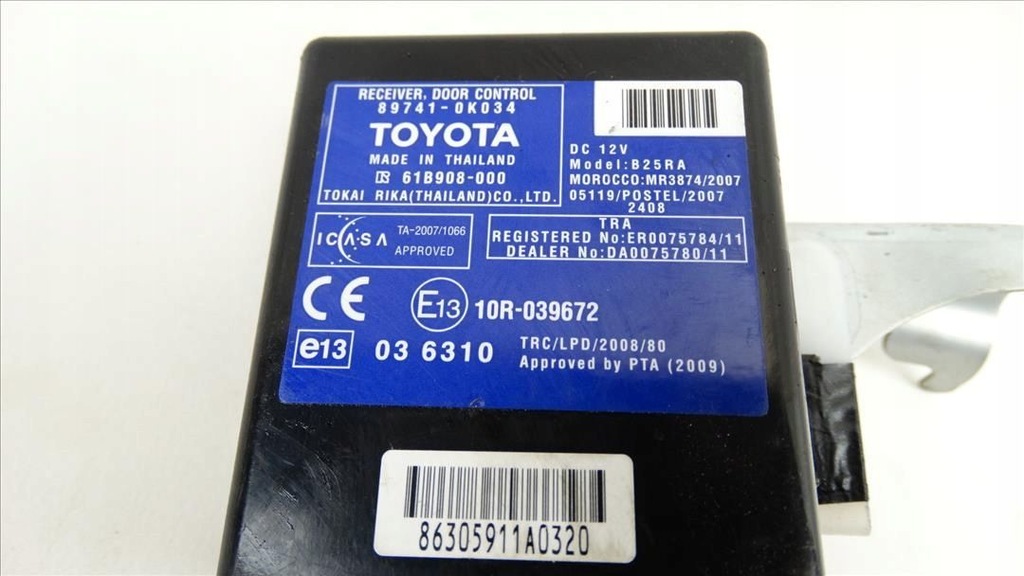 RECEIVER, DOOR CONTROL
89741-0K034
TOYOTA
MADE IN THAILAND
61B908-000
TOKAI RIKA(THAILAND)CO.,LTD.
DC 12V
Model:B25RA
MOROCCO:MR3874/2007
05119/POSTEL/2007
2408
ICASA
TA-2007/1066
APPROVED
TRA
REGISTERED No:ER0075784/11
DEALER No:DA0075780/11
CE
E13
10R-039672
e13
03 6310
TRC/LPD/2008/80
Approved by PTA (2009)
86305911A0320